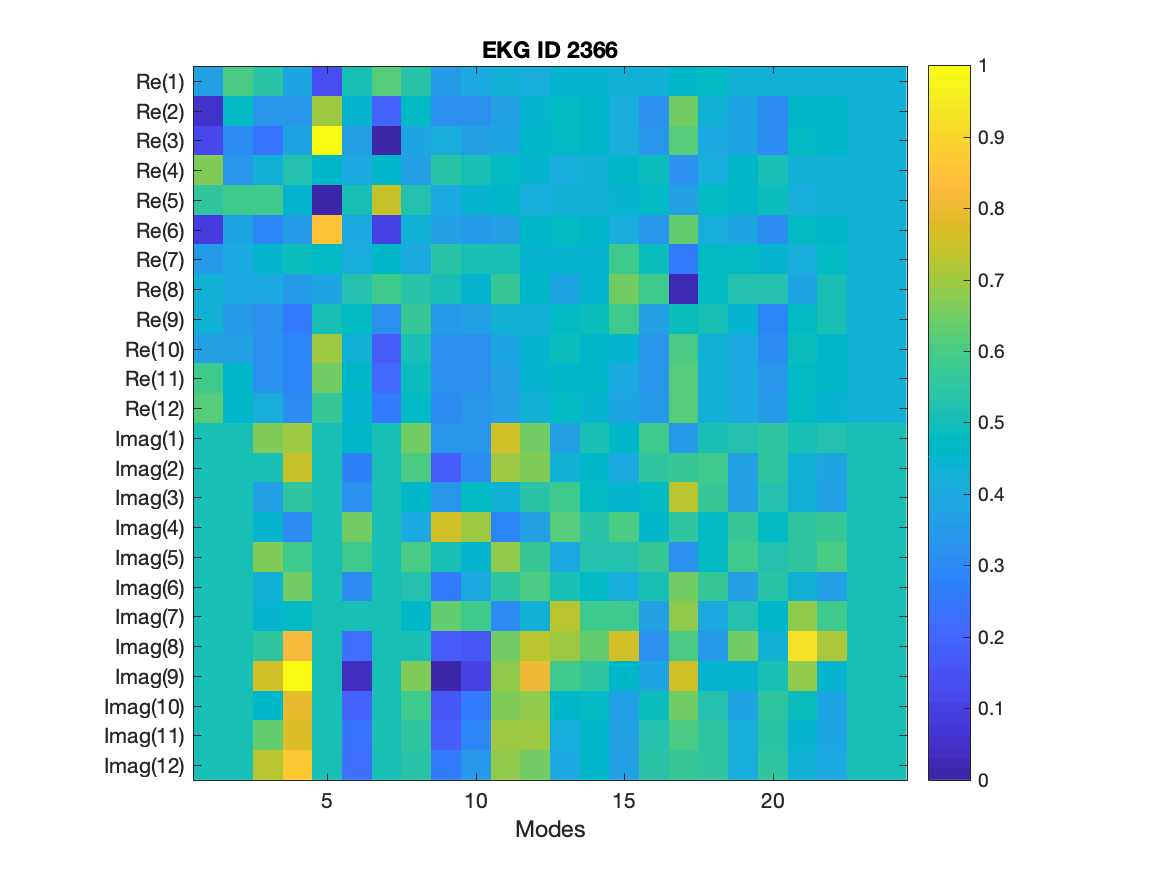 EKG ID 2366
Re(1)
Re(2)
Re(3)
Re(4)
Re(5)
Re(6)
Re(7)
Re(8)
Re(9)
Re(10)
Re(11)
Re(12)
Imag(1)
Imag(2)
Imag(3)
Imag(4)
Imag(5)
Imag(6)
Imag(7)
Imag(8)
Imag(9)
Imag(10)
Imag(11)
Imag(12)
5 10 15 20
Modes
1
0.9
0.8
0.7
0.6
0.5
0.4
0.3
0.2
0.1
0